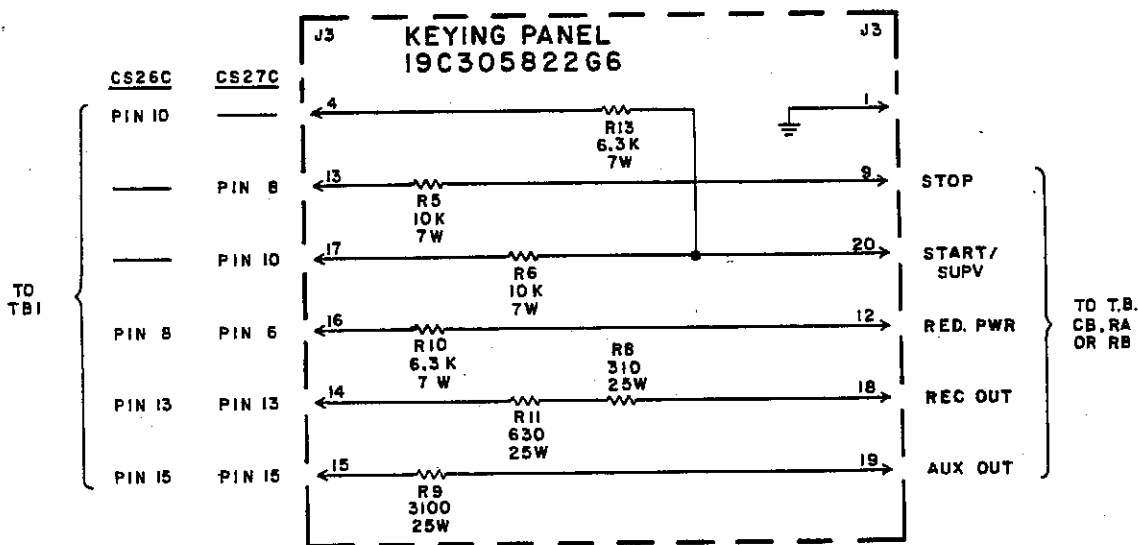 J3
KEYING PANEL
J3
19C305822G6
CS26C
CS27C
PIN 10
4
1
R13
6.3K
7W
PIN 8
13
9
STOP
R5
10K
7W
PIN 10
17
20
START/
SUPV
R6
10K
7W
TO
TB1
PIN 8
PIN 6
16
12
RED. PWR
TO T.B.
CB, RA
OR RB
R10
6.3K
7 W
R8
310
25W
PIN 13
PIN 13
14
18
REC OUT
R11
630
25W
PIN 15
PIN 15
15
19
AUX OUT
R9
3100
25W